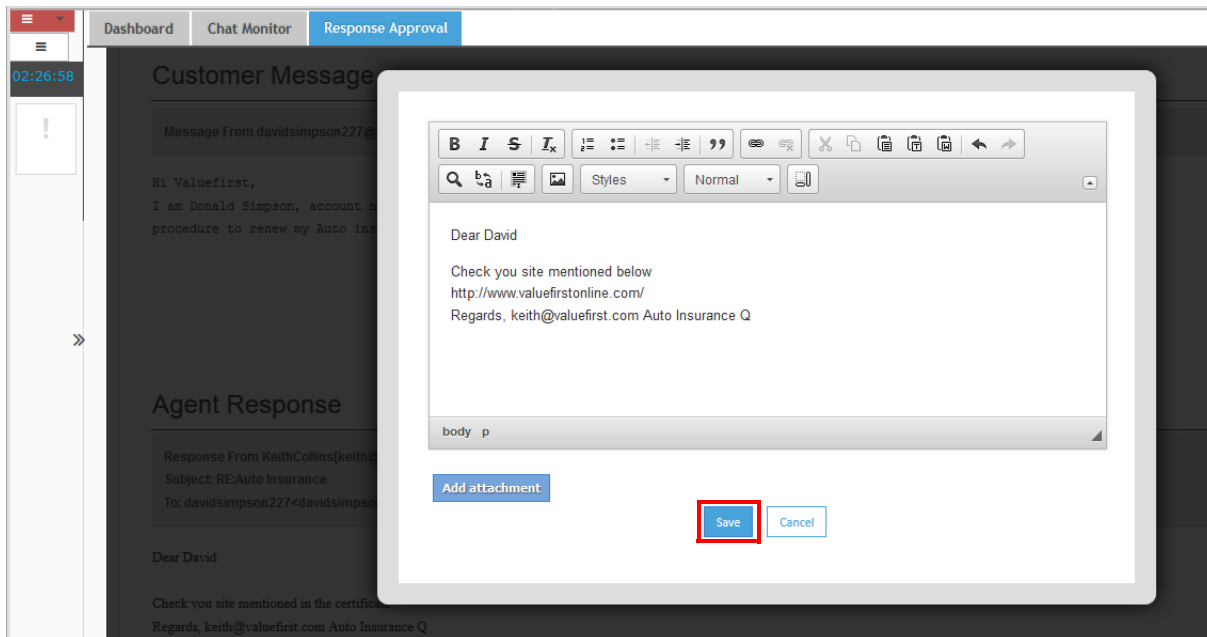 Dashboard Chat Monitor Response Approval
02:26:58
Customer Message
Message From davidsimpson227@
Hi Valuefirst,
I am Donald Simpson, account n
procedure to renew my Auto ins
Styles Normal
Dear David
Check you site mentioned below
http://www.valuefirstonline.com/
Regards, keith@valuefirst.com Auto Insurance Q
body p
Add attachment
Save Cancel
Agent Response
Response From KeithCollins[keith@
Subject: RE:Auto Insurance
To: davidsimpson227<davidsimpso
Dear David
Check you site mentioned in the certificate
Regards, keith@valuefirst.com Auto Insurance Q